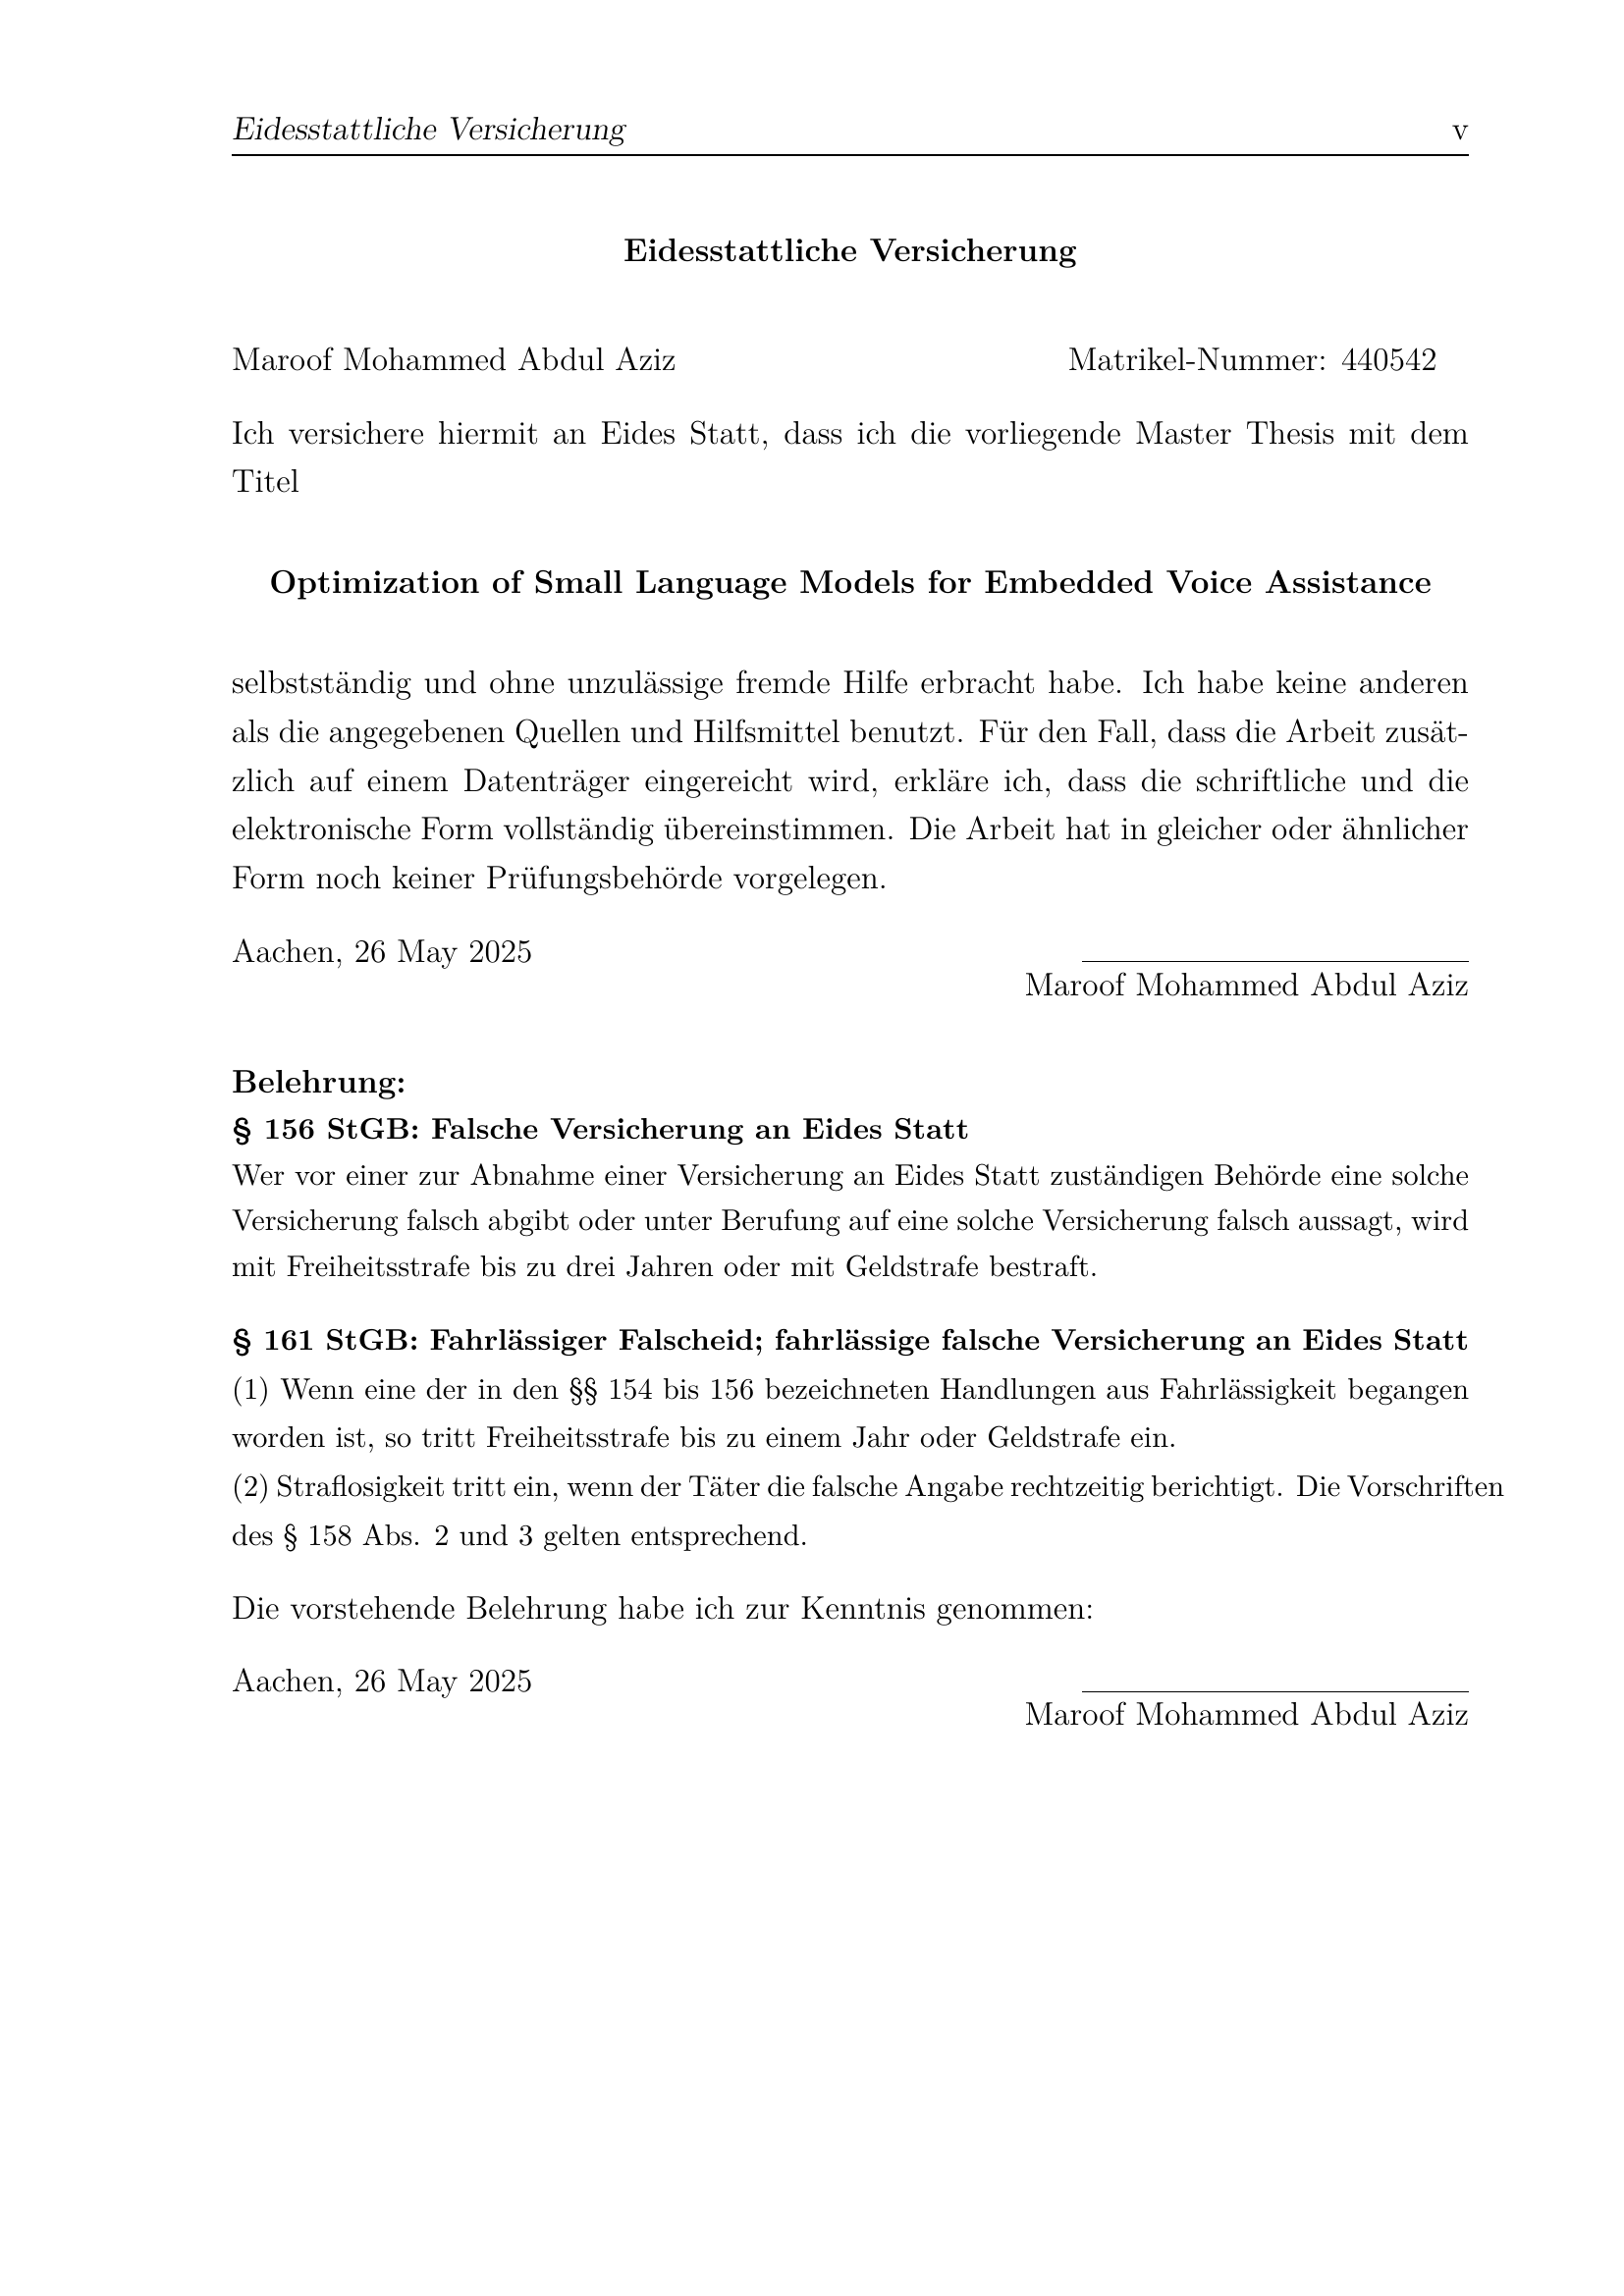 Eidesstattliche Versicherung v
Eidesstattliche Versicherung
Maroof Mohammed Abdul Aziz Matrikel-Nummer: 440542
Ich versichere hiermit an Eides Statt, dass ich die vorliegende Master Thesis mit dem
Titel
Optimization of Small Language Models for Embedded Voice Assistance
selbstständig und ohne unzulässige fremde Hilfe erbracht habe. Ich habe keine anderen
als die angegebenen Quellen und Hilfsmittel benutzt. Für den Fall, dass die Arbeit zusät-
zlich auf einem Datenträger eingereicht wird, erkläre ich, dass die schriftliche und die
elektronische Form vollständig übereinstimmen. Die Arbeit hat in gleicher oder ähnlicher
Form noch keiner Prüfungsbehörde vorgelegen.
Aachen, 26 May 2025
Maroof Mohammed Abdul Aziz
Belehrung:
§ 156 StGB: Falsche Versicherung an Eides Statt
Wer vor einer zur Abnahme einer Versicherung an Eides Statt zuständigen Behörde eine solche
Versicherung falsch abgibt oder unter Berufung auf eine solche Versicherung falsch aussagt, wird
mit Freiheitsstrafe bis zu drei Jahren oder mit Geldstrafe bestraft.
§ 161 StGB: Fahrlässiger Falscheid; fahrlässige falsche Versicherung an Eides Statt
(1) Wenn eine der in den §§ 154 bis 156 bezeichneten Handlungen aus Fahrlässigkeit begangen
worden ist, so tritt Freiheitsstrafe bis zu einem Jahr oder Geldstrafe ein.
(2) Straflosigkeit tritt ein, wenn der Täter die falsche Angabe rechtzeitig berichtigt. Die Vorschriften
des § 158 Abs. 2 und 3 gelten entsprechend.
Die vorstehende Belehrung habe ich zur Kenntnis genommen:
Aachen, 26 May 2025
Maroof Mohammed Abdul Aziz